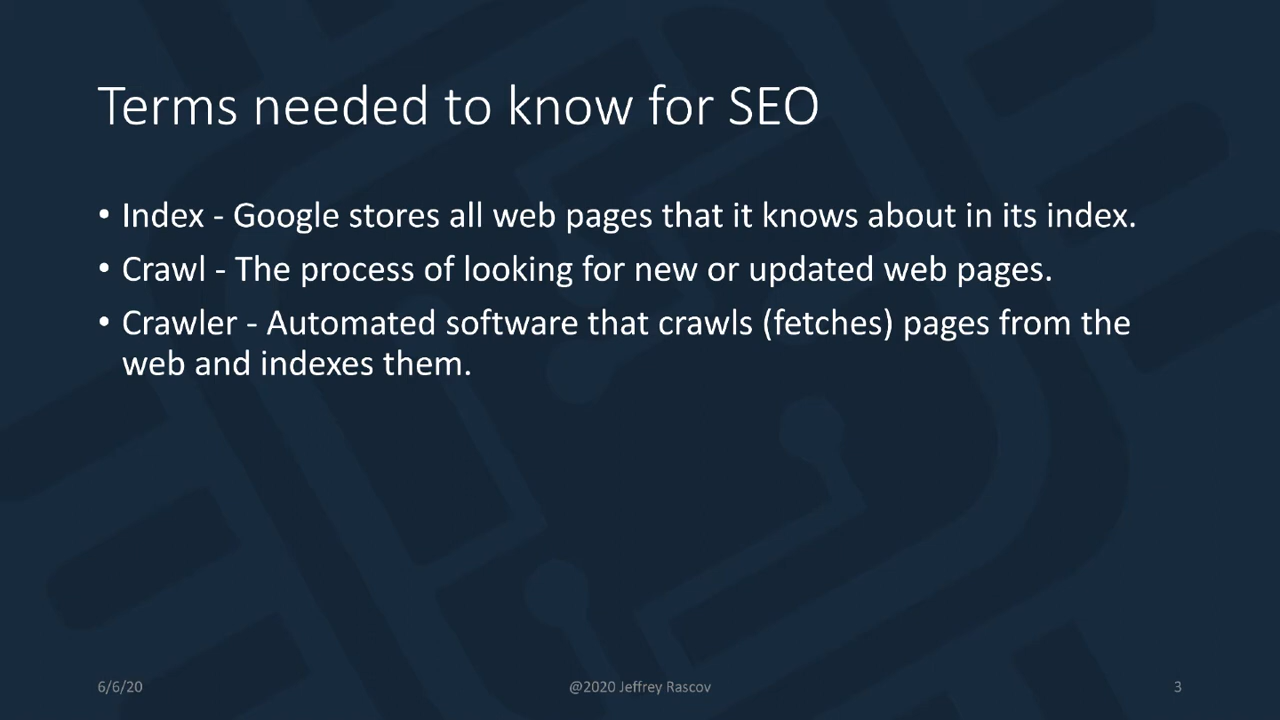 Terms needed to know for SEO
• Index - Google stores all web pages that it knows about in its index.
• Crawl - The process of looking for new or updated web pages.
• Crawler - Automated software that crawls (fetches) pages from the
web and indexes them.
6/6/20
@2020 Jeffrey Rascov
3